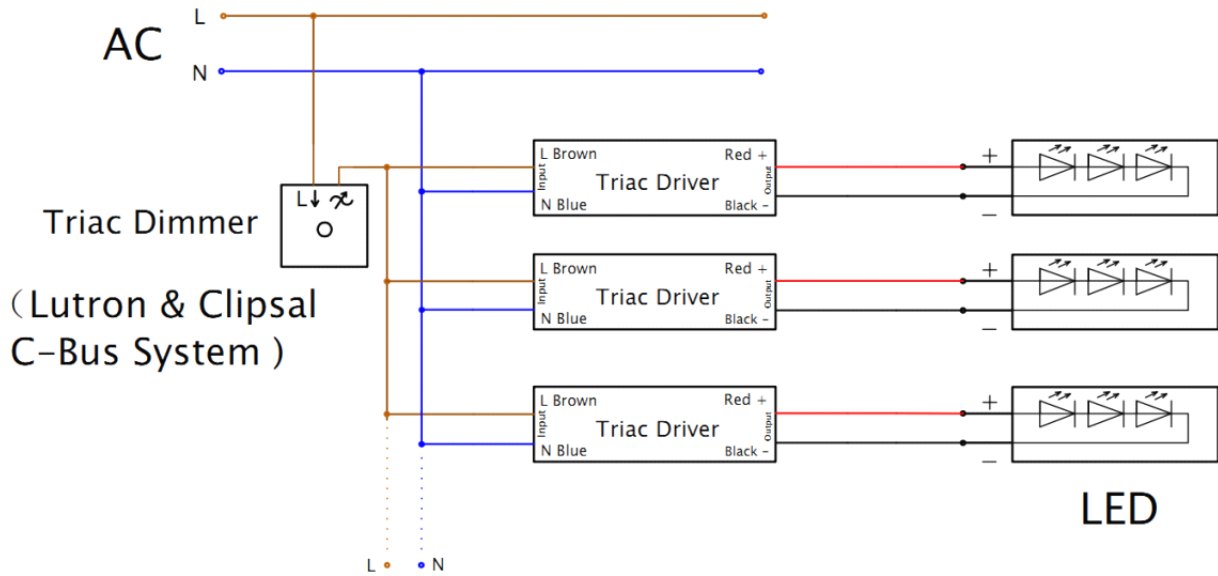 L
AC
N
Triac Dimmer
(Lutron & Clipsal
C-Bus System )
L
L Brown
Input
N Blue
Triac Driver
Red +
Output
Black -
+
−
L Brown
Input
N Blue
Triac Driver
Red +
Output
Black -
+
−
L Brown
Input
N Blue
Triac Driver
Red +
Output
Black -
+
−
LED
L
N